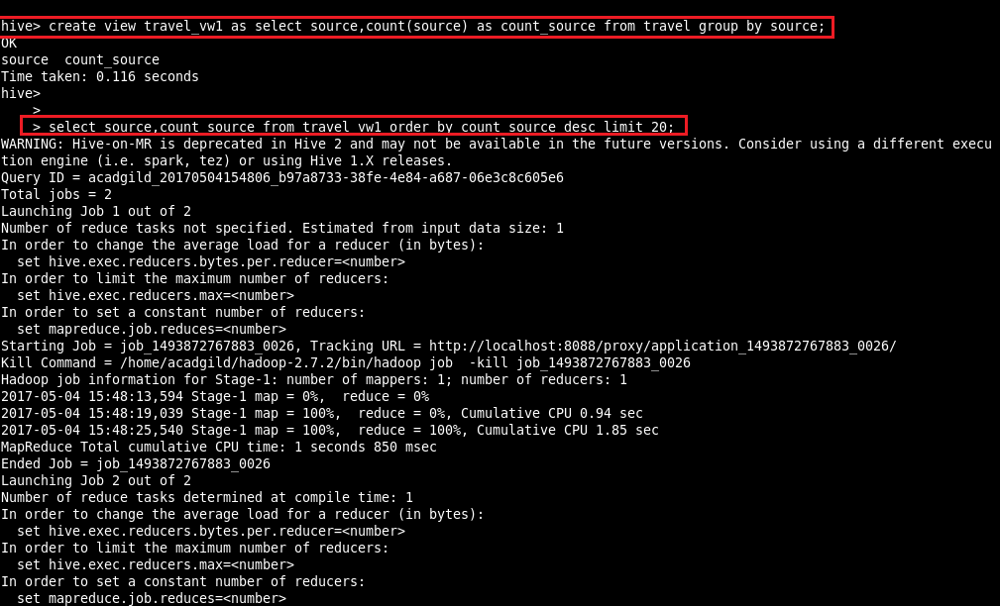 hive> create view travel_vw1 as select source,count(source) as count_source from travel group by source;
OK
source  count_source
Time taken: 0.116 seconds
hive>
    >
    > select source,count_source from travel_vw1 order by count_source desc limit 20;
WARNING: Hive-on-MR is deprecated in Hive 2 and may not be available in the future versions. Consider using a different execu
tion engine (i.e. spark, tez) or using Hive 1.X releases.
Query ID = acadgild_20170504154806_b97a8733-38fe-4e84-a687-06e3c8c605e6
Total jobs = 2
Launching Job 1 out of 2
Number of reduce tasks not specified. Estimated from input data size: 1
In order to change the average load for a reducer (in bytes):
  set hive.exec.reducers.bytes.per.reducer=<number>
In order to limit the maximum number of reducers:
  set hive.exec.reducers.max=<number>
In order to set a constant number of reducers:
  set mapreduce.job.reduces=<number>
Starting Job = job_1493872767883_0026, Tracking URL = http://localhost:8088/proxy/application_1493872767883_0026/
Kill Command = /home/acadgild/hadoop-2.7.2/bin/hadoop job  -kill job_1493872767883_0026
Hadoop job information for Stage-1: number of mappers: 1; number of reducers: 1
2017-05-04 15:48:13,594 Stage-1 map = 0%,  reduce = 0%
2017-05-04 15:48:19,039 Stage-1 map = 100%,  reduce = 0%, Cumulative CPU 0.94 sec
2017-05-04 15:48:25,540 Stage-1 map = 100%,  reduce = 100%, Cumulative CPU 1.85 sec
MapReduce Total cumulative CPU time: 1 seconds 850 msec
Ended Job = job_1493872767883_0026
Launching Job 2 out of 2
Number of reduce tasks determined at compile time: 1
In order to change the average load for a reducer (in bytes):
  set hive.exec.reducers.bytes.per.reducer=<number>
In order to limit the maximum number of reducers:
  set hive.exec.reducers.max=<number>
In order to set a constant number of reducers:
  set mapreduce.job.reduces=<number>